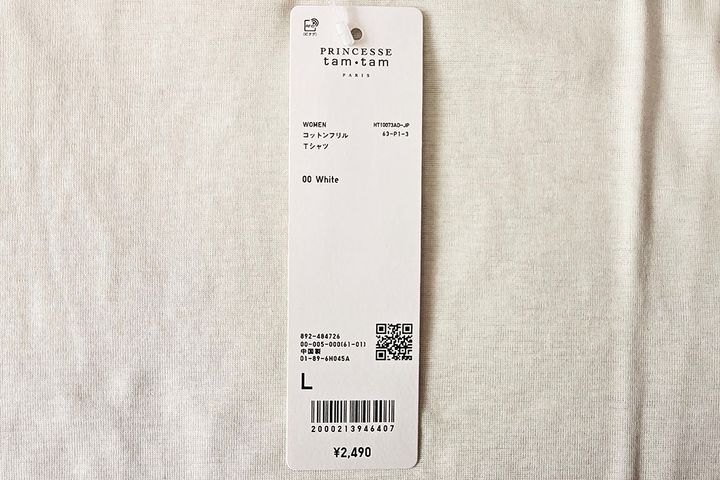 PRINCESSE
tam·tam
PARIS
WOMEN HT10073AO-JP
コットンフリル 63-P1-3
Tシャツ
00 White
892-484726
00-005-000(61-01)
中国製
01-89-6H045A
L
2000213946407
¥2,490